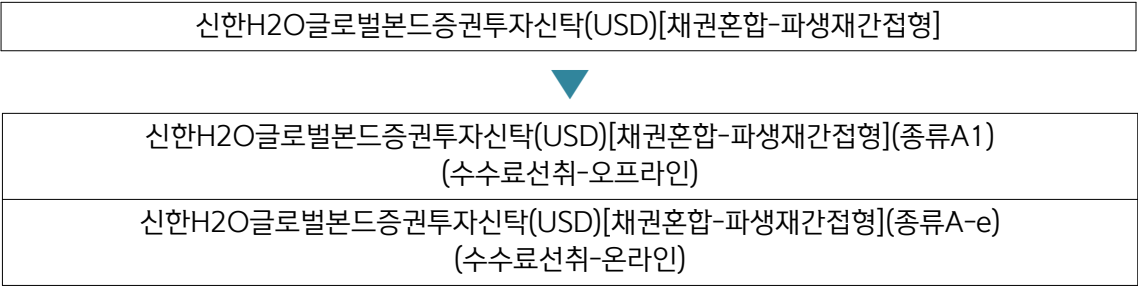 신한H2O글로벌본드증권투자신탁(USD)[채권혼합-파생재간접형]
신한H2O글로벌본드증권투자신탁(USD)[채권혼합-파생재간접형](종류A1)
(수수료선취-오프라인)
신한H2O글로벌본드증권투자신탁(USD)[채권혼합-파생재간접형](종류A-e)
(수수료선취-온라인)